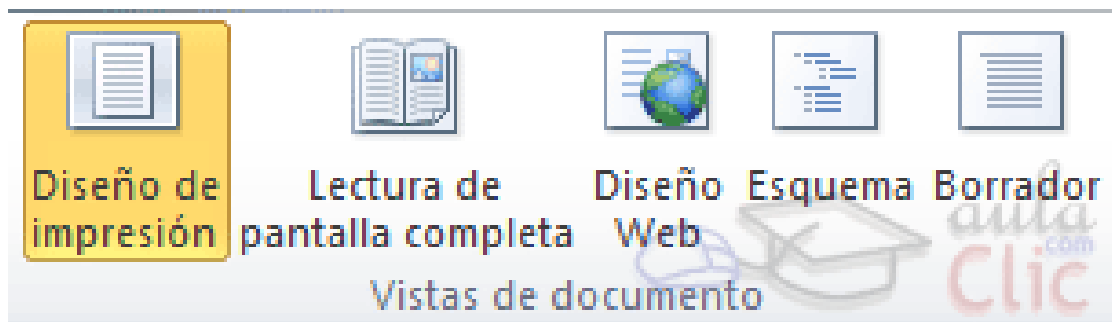 Diseño de
impresión
Lectura de
pantalla completa
Diseño
Web
Esquema
Borrador
Vistas de documento
aula
.com
Clic